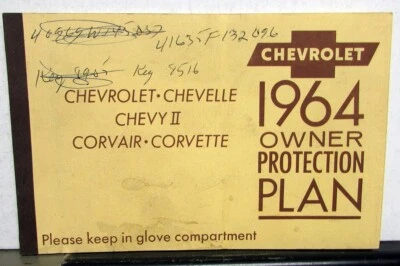 41635F132096
Key 8516
CHEVROLET
CHEVROLET · CHEVELLE
CHEVY II
CORVAIR · CORVETTE
1964
OWNER
PROTECTION
PLAN
Please keep in glove compartment